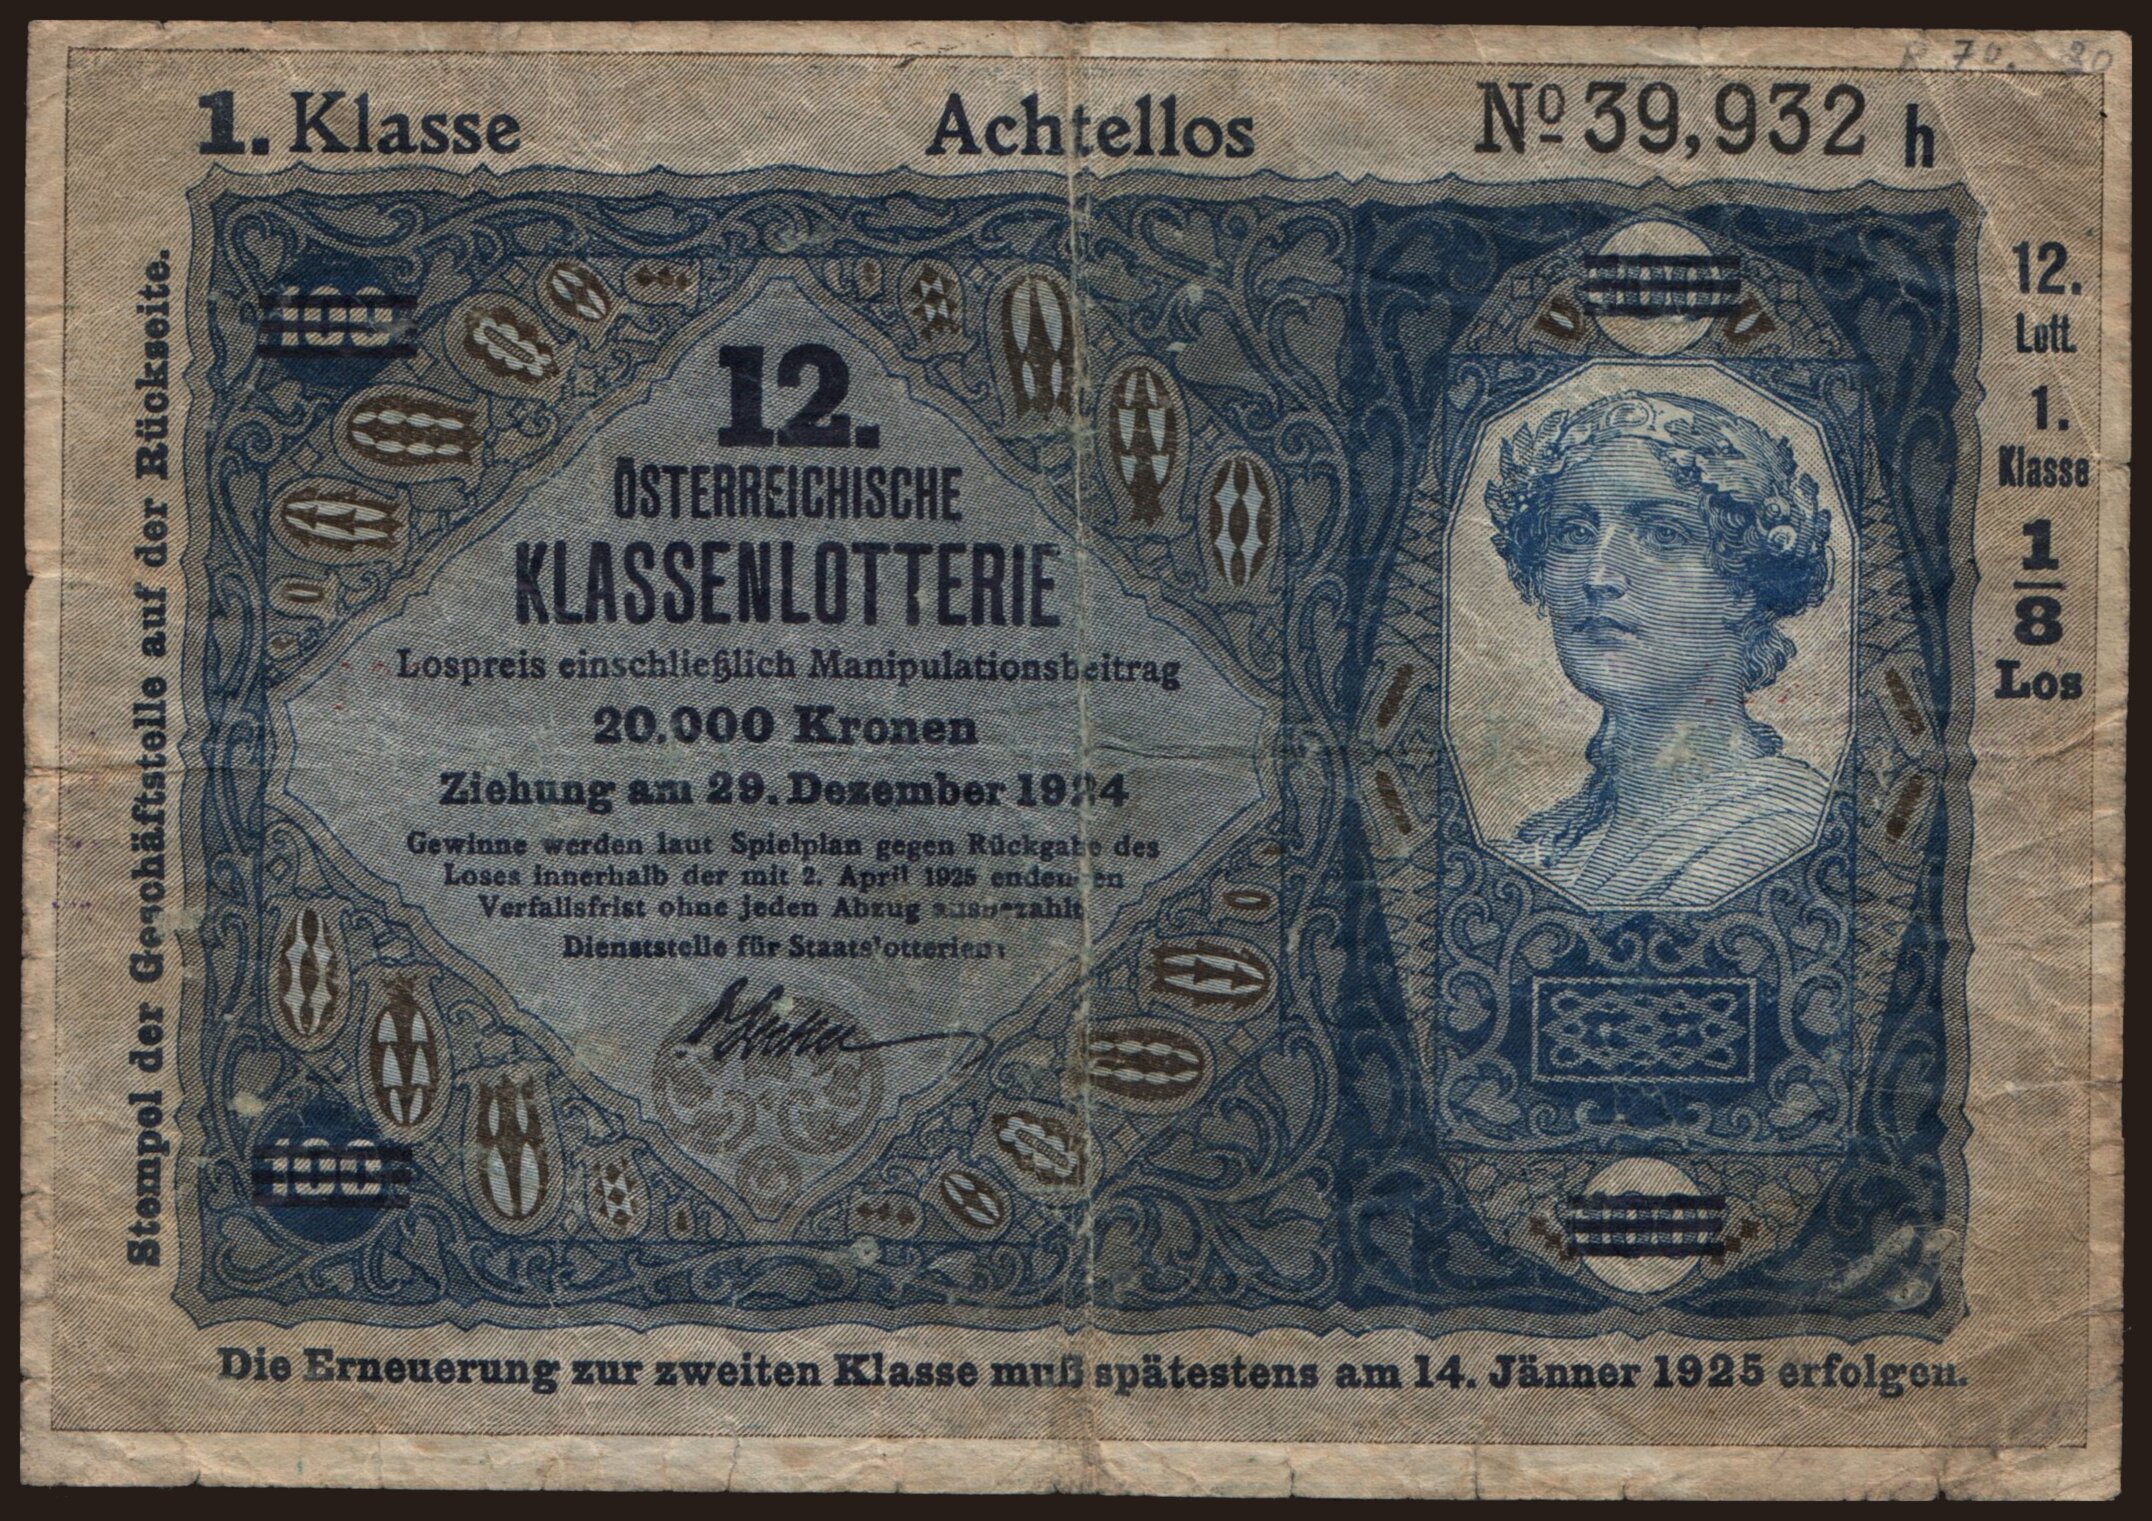 1. Klasse
Achtellos
Nº 39,932 h
12.
ÖSTERREICHISCHE
KLASSENLOTTERIE
Lospreis einschließlich Manipulationsbeitrag
20.000 Kronen
Ziehung am 29. Dezember 1924
Gewinne werden laut Spielplan gegen Rückgabe des
Loses innerhalb der mit 2. April 1925 endenden
Verfallsfrist ohne jeden Abzug ausbezahlt
Dienststelle für Staatslotterien:
100
100
Stempel der Geschäftsstelle auf der Rückseite.
12.
Lott.
1.
Klasse
1
8
Los
Die Erneuerung zur zweiten Klasse muß spätestens am 14. Jänner 1925 erfolgen.